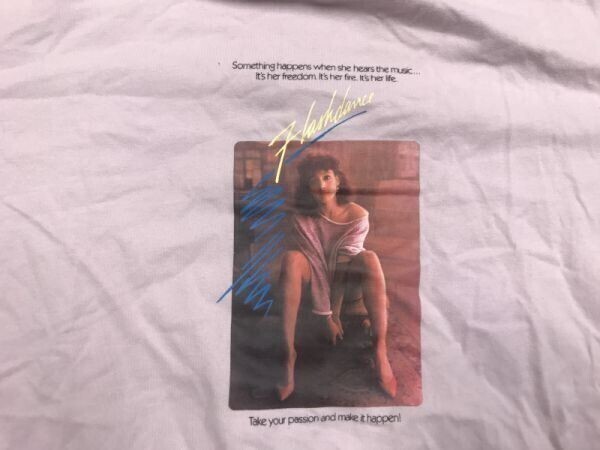 Something happens when she hears the music...
It's her freedom. It's her fire. It's her life.
Flashdance
Take your passion and make it happen!